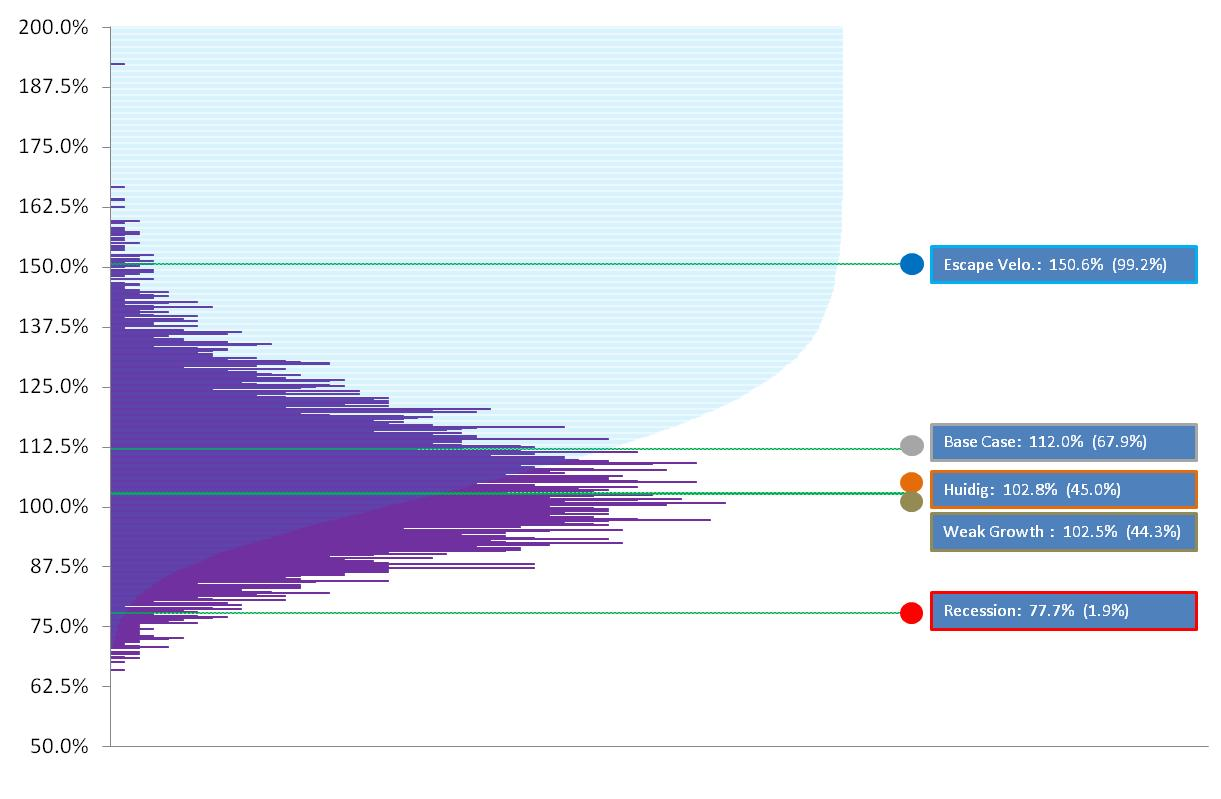 200.0%
187.5%
175.0%
162.5%
150.0%
137.5%
125.0%
112.5%
100.0%
87.5%
75.0%
62.5%
50.0%
Escape Velo.: 150.6% (99.2%)
Base Case: 112.0% (67.9%)
Huidig: 102.8% (45.0%)
Weak Growth : 102.5% (44.3%)
Recession: 77.7% (1.9%)